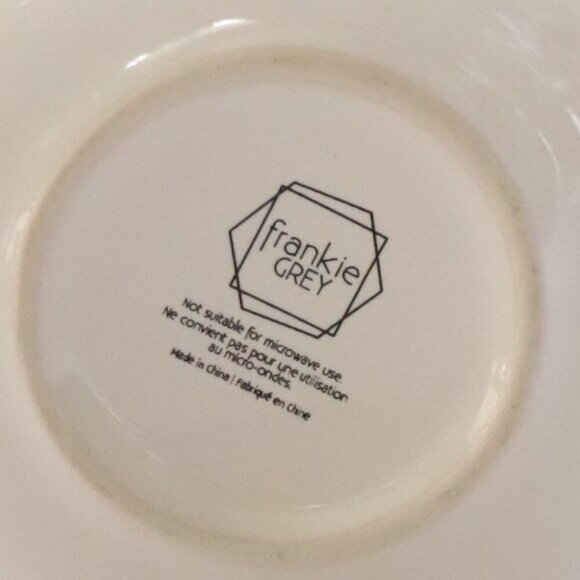 frankie
GREY
Not suitable for microwave use.
Ne convient pas pour une utilisation
au micro-ondes.
Made in China | Fabriqué en Chine